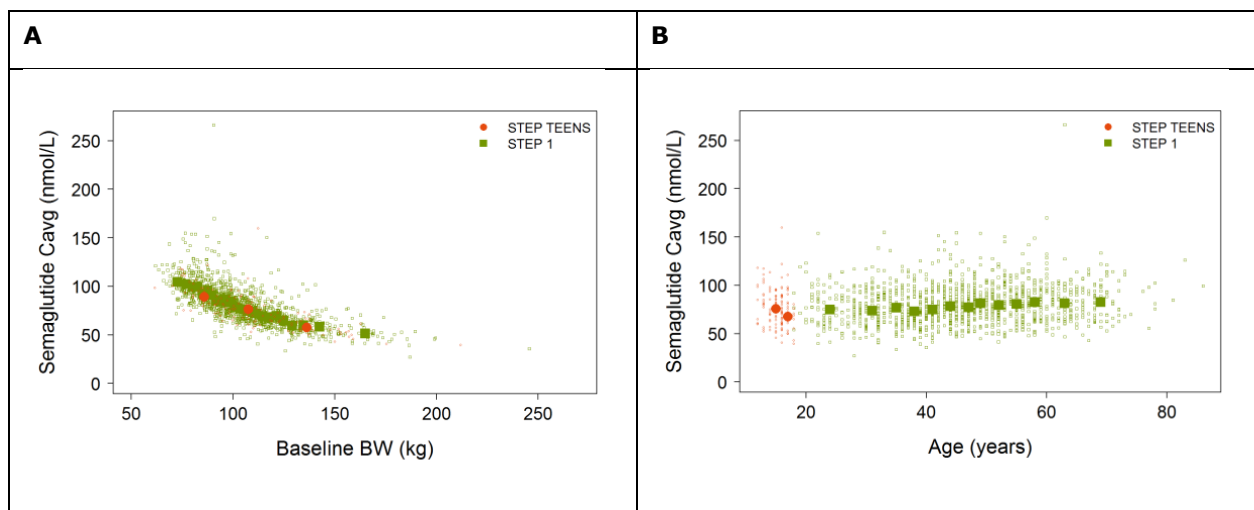 A
B
Semaglutide Cavg (nmol/L)
250
200
150
100
50
0
STEP TEENS
STEP 1
50
100
150
200
250
Baseline BW (kg)
Semaglutide Cavg (nmol/L)
250
200
150
100
50
0
STEP TEENS
STEP 1
20
40
60
80
Age (years)